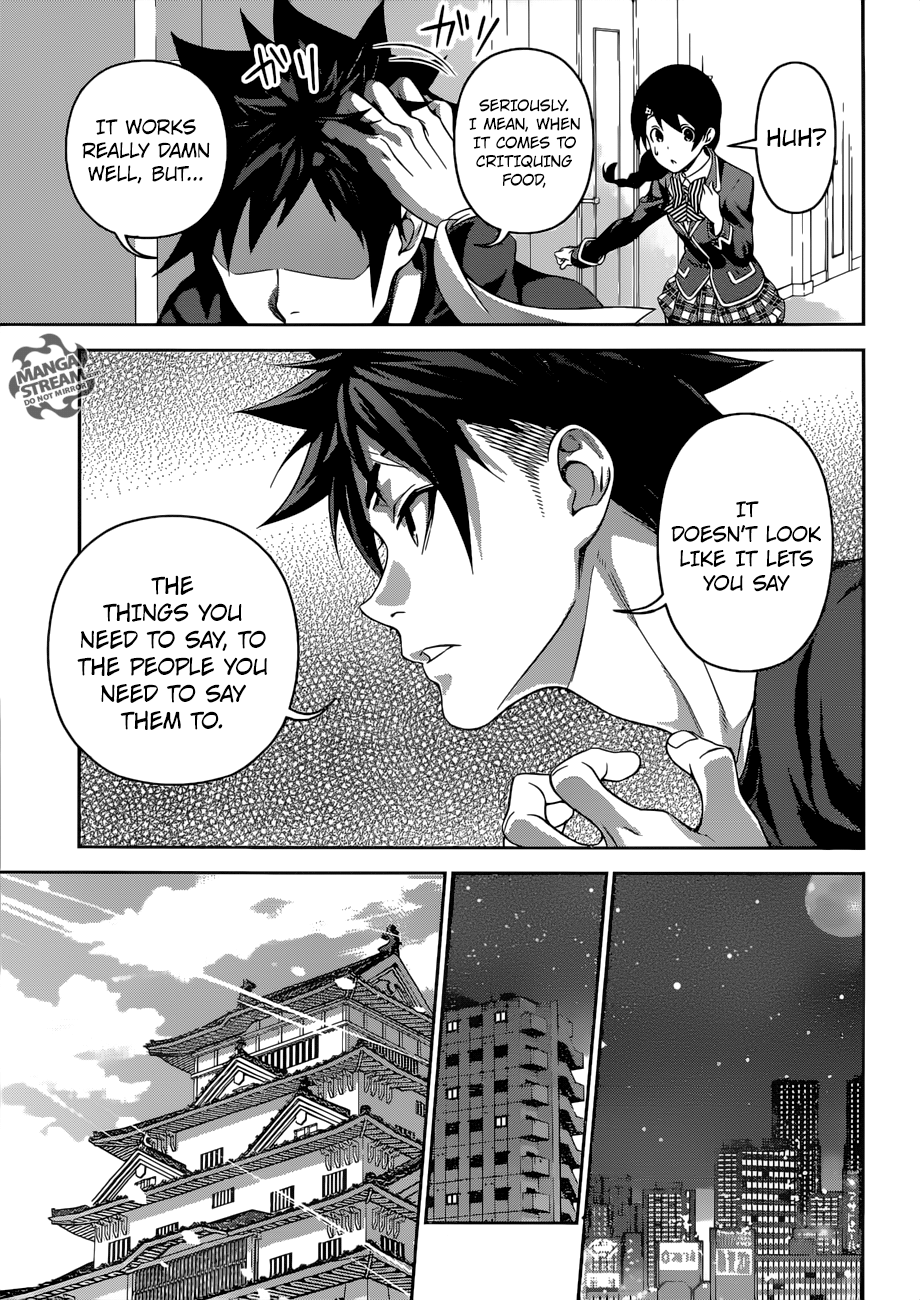 HUH?
SERIOUSLY.
I MEAN, WHEN
IT COMES TO
CRITIQUING
FOOD,
ガシ
ガシ
IT WORKS
REALLY DAMN
WELL, BUT...
MANGA
STREAM
DO NOT MIRROR
IT
DOESN'T LOOK
LIKE IT LETS
YOU SAY
THE
THINGS YOU
NEED TO SAY, TO
THE PEOPLE YOU
NEED TO SAY
THEM TO.